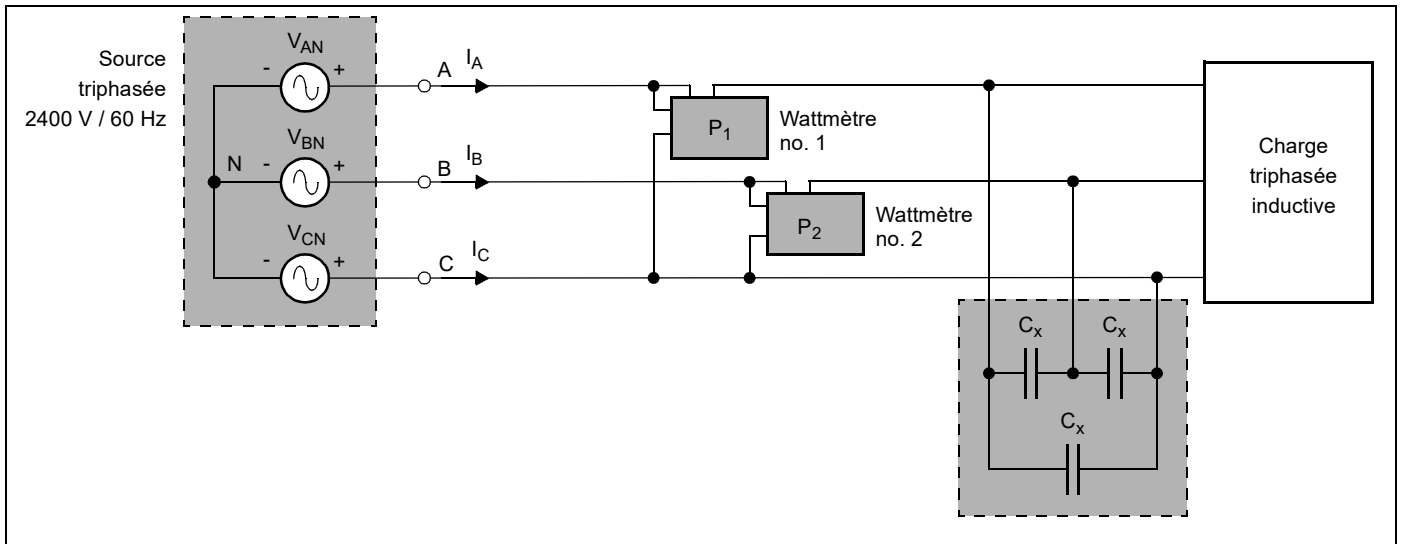 Source
triphasée
2400 V / 60 Hz
V_AN
- +
A
I_A
V_BN
N
- +
B
I_B
V_CN
- +
C
I_C
P_1
Wattmètre
no. 1
P_2
Wattmètre
no. 2
Charge
triphasée
inductive
C_x
C_x
C_x